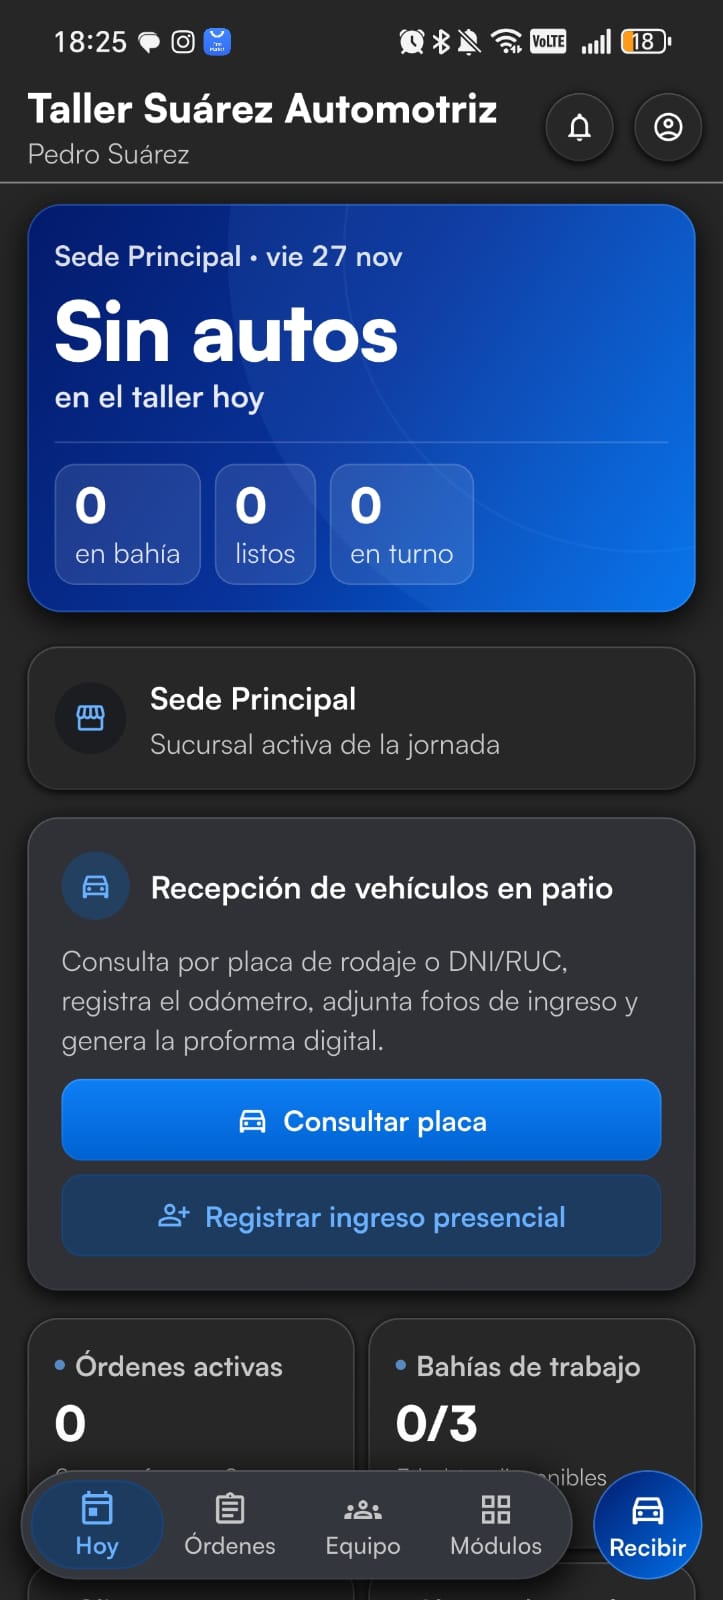 18:25
VoLTE
18
Taller Suárez Automotriz
Pedro Suárez
Sede Principal · vie 27 nov
Sin autos
en el taller hoy
0 0 0
en bahía listos en turno
Sede Principal
Sucursal activa de la jornada
Recepción de vehículos en patio
Consulta por placa de rodaje o DNI/RUC,
registra el odómetro, adjunta fotos de ingreso y
genera la proforma digital.
Consultar placa
Registrar ingreso presencial
Órdenes activas
0
Bahías de trabajo
0/3
Hoy
Órdenes
Equipo
Módulos
Recibir